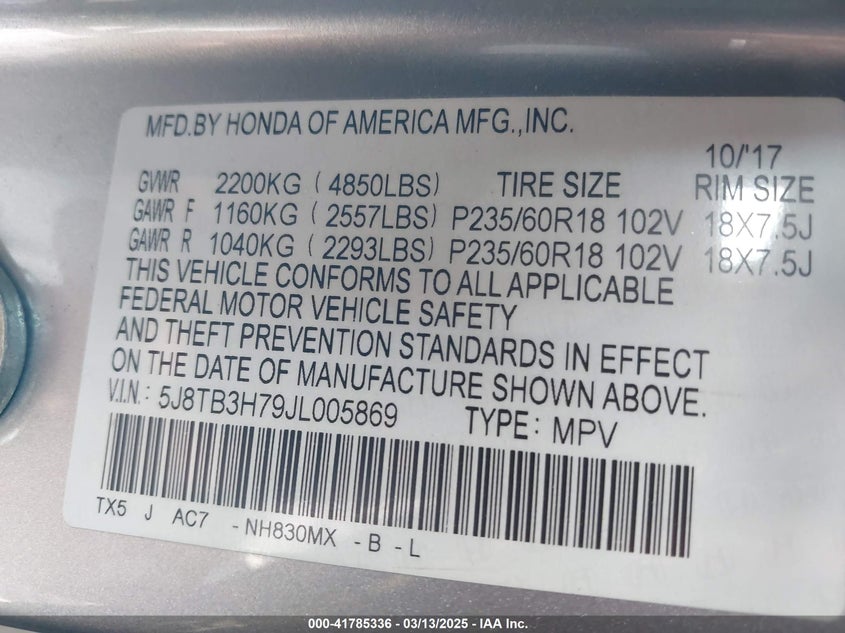 MFD.BY HONDA OF AMERICA MFG.,INC.
10/'17
GVWR 2200KG ( 4850LBS) TIRE SIZE RIM SIZE
GAWR F 1160KG ( 2557LBS) P235/60R18 102V 18X7.5J
GAWR R 1040KG ( 2293LBS) P235/60R18 102V 18X7.5J
THIS VEHICLE CONFORMS TO ALL APPLICABLE
FEDERAL MOTOR VEHICLE SAFETY
AND THEFT PREVENTION STANDARDS IN EFFECT
ON THE DATE OF MANUFACTURE SHOWN ABOVE.
V.I.N.: 5J8TB3H79JL005869 TYPE: MPV
TX5 J AC7 -NH830MX -B -L
000-41785336 - 03/13/2025 - IAA Inc.